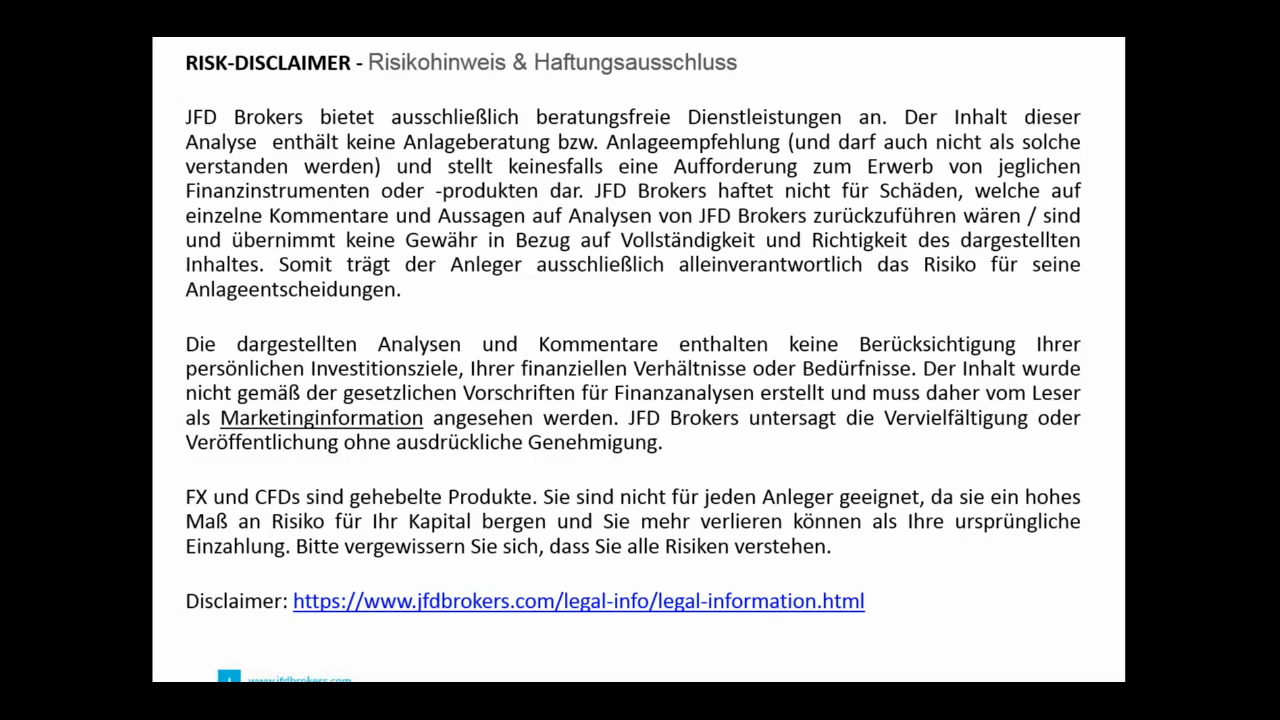 RISK-DISCLAIMER - Risikohinweis & Haftungsausschluss
JFD Brokers bietet ausschließlich beratungsfreie Dienstleistungen an. Der Inhalt dieser
Analyse enthält keine Anlageberatung bzw. Anlageempfehlung (und darf auch nicht als solche
verstanden werden) und stellt keinesfalls eine Aufforderung zum Erwerb von jeglichen
Finanzinstrumenten oder -produkten dar. JFD Brokers haftet nicht für Schäden, welche auf
einzelne Kommentare und Aussagen auf Analysen von JFD Brokers zurückzuführen wären / sind
und übernimmt keine Gewähr in Bezug auf Vollständigkeit und Richtigkeit des dargestellten
Inhaltes. Somit trägt der Anleger ausschließlich alleinverantwortlich das Risiko für seine
Anlageentscheidungen.
Die dargestellten Analysen und Kommentare enthalten keine Berücksichtigung Ihrer
persönlichen Investitionsziele, Ihrer finanziellen Verhältnisse oder Bedürfnisse. Der Inhalt wurde
nicht gemäß der gesetzlichen Vorschriften für Finanzanalysen erstellt und muss daher vom Leser
als Marketinginformation angesehen werden. JFD Brokers untersagt die Vervielfältigung oder
Veröffentlichung ohne ausdrückliche Genehmigung.
FX und CFDs sind gehebelte Produkte. Sie sind nicht für jeden Anleger geeignet, da sie ein hohes
Maß an Risiko für Ihr Kapital bergen und Sie mehr verlieren können als Ihre ursprüngliche
Einzahlung. Bitte vergewissern Sie sich, dass Sie alle Risiken verstehen.
Disclaimer: https://www.jfdbrokers.com/legal-info/legal-information.html
www.jfdbrokers.com